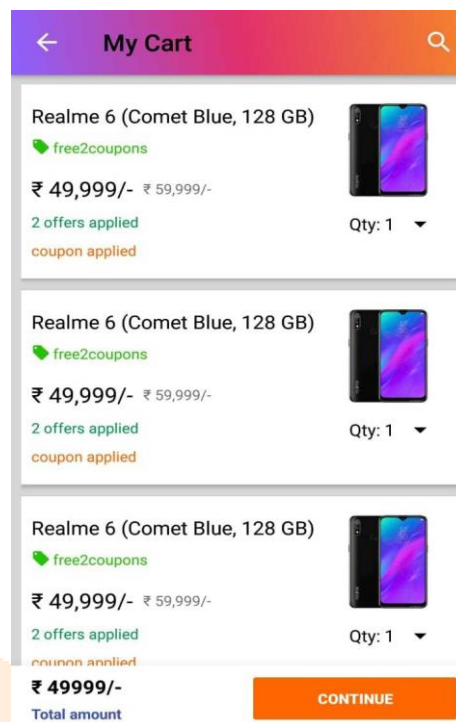 My Cart
Realme 6 (Comet Blue, 128 GB)
free2coupons
₹ 49,999/- ₹ 59,999/-
2 offers applied
Qty: 1
coupon applied
Realme 6 (Comet Blue, 128 GB)
free2coupons
₹ 49,999/- ₹ 59,999/-
2 offers applied
Qty: 1
coupon applied
Realme 6 (Comet Blue, 128 GB)
free2coupons
₹ 49,999/- ₹ 59,999/-
2 offers applied
Qty: 1
coupon applied
₹ 49999/-
CONTINUE
Total amount